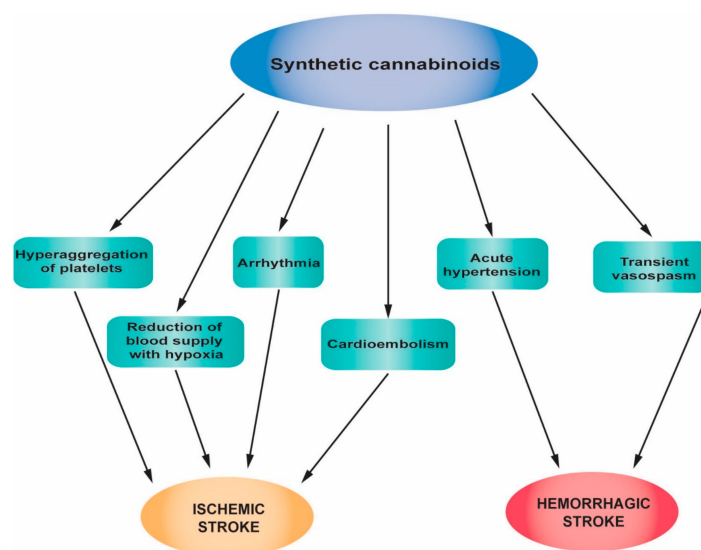 Synthetic cannabinoids
Hyperaggregation
of platelets
Arrhythmia
Acute
hypertension
Transient
vasospasm
Reduction of
blood supply
with hypoxia
Cardioembolism
ISCHEMIC
STROKE
HEMORRHAGIC
STROKE